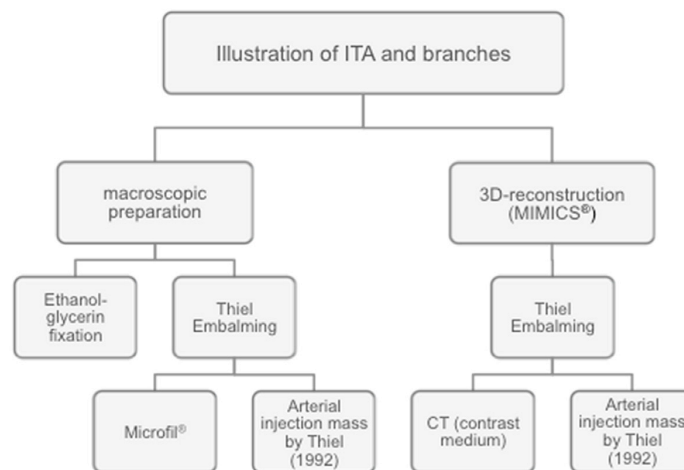 Illustration of ITA and branches
macroscopic
preparation
3D-reconstruction
(MIMICS®)
Ethanol-
glycerin
fixation
Thiel
Embalming
Thiel
Embalming
Microfil®
Arterial
injection mass
by Thiel
(1992)
CT (contrast
medium)
Arterial
injection mass
by Thiel
(1992)